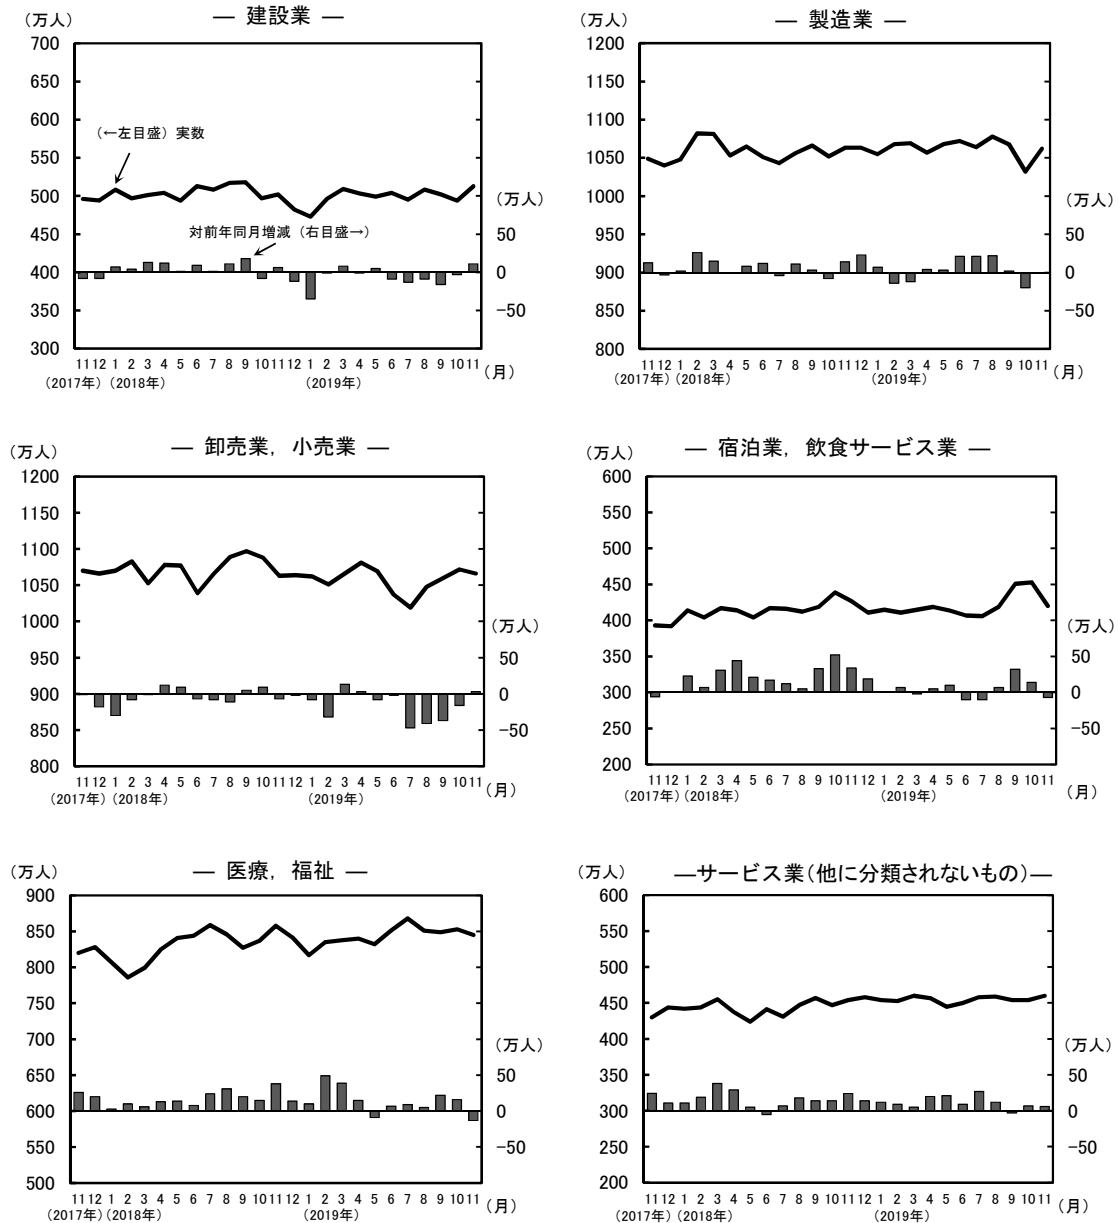 (万人)
― 建設業 ―
700
650
600
550
500
450
400
350
300
(←左目盛) 実数
対前年同月増減 (右目盛→)
(万人)
50
0
−50
11 12 1 2 3 4 5 6 7 8 9 10 11 12 1 2 3 4 5 6 7 8 9 10 11 (月)
(2017年) (2018年) (2019年)
(万人)
― 製造業 ―
1200
1150
1100
1050
1000
950
900
850
800
(万人)
50
0
−50
11 12 1 2 3 4 5 6 7 8 9 10 11 12 1 2 3 4 5 6 7 8 9 10 11 (月)
(2017年) (2018年) (2019年)
(万人)
― 卸売業, 小売業 ―
1200
1150
1100
1050
1000
950
900
850
800
(万人)
50
0
−50
11 12 1 2 3 4 5 6 7 8 9 10 11 12 1 2 3 4 5 6 7 8 9 10 11 (月)
(2017年) (2018年) (2019年)
(万人)
― 宿泊業, 飲食サービス業 ―
600
550
500
450
400
350
300
250
200
(万人)
50
0
−50
11 12 1 2 3 4 5 6 7 8 9 10 11 12 1 2 3 4 5 6 7 8 9 10 11 (月)
(2017年) (2018年) (2019年)
(万人)
― 医療, 福祉 ―
900
850
800
750
700
650
600
550
500
(万人)
50
0
−50
11 12 1 2 3 4 5 6 7 8 9 10 11 12 1 2 3 4 5 6 7 8 9 10 11 (月)
(2017年) (2018年) (2019年)
(万人)
―サービス業(他に分類されないもの)―
600
550
500
450
400
350
300
250
200
(万人)
50
0
−50
11 12 1 2 3 4 5 6 7 8 9 10 11 12 1 2 3 4 5 6 7 8 9 10 11 (月)
(2017年) (2018年) (2019年)